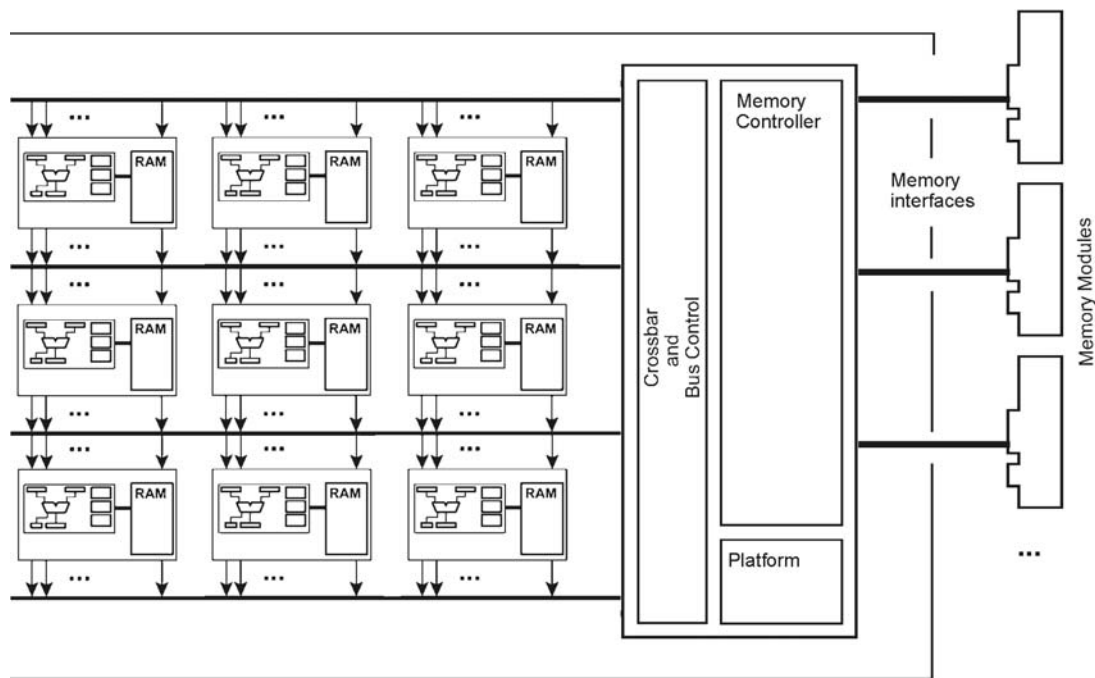 ...
...
...
Memory
Controller
RAM
RAM
RAM
Memory
interfaces
...
...
...
...
...
...
Memory Modules
RAM
RAM
RAM
Crossbar
and
Bus Control
...
...
...
...
...
...
RAM
RAM
RAM
Platform
...
...
...
...